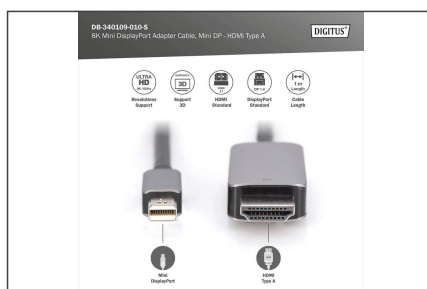 DB-340109-010-S
8K Mini DisplayPort Adapter Cable, Mini DP - HDMI Type A
DIGITUS®
ULTRA
HD
8K / 60Hz
SUPPORTS
3D
HDMI
DP 1.4
1 m
Length
Resolutions
Support
Support
3D
HDMI
Standard
DisplayPort
Standard
Cable
Length
Mini
DisplayPort
HDMI
Type A